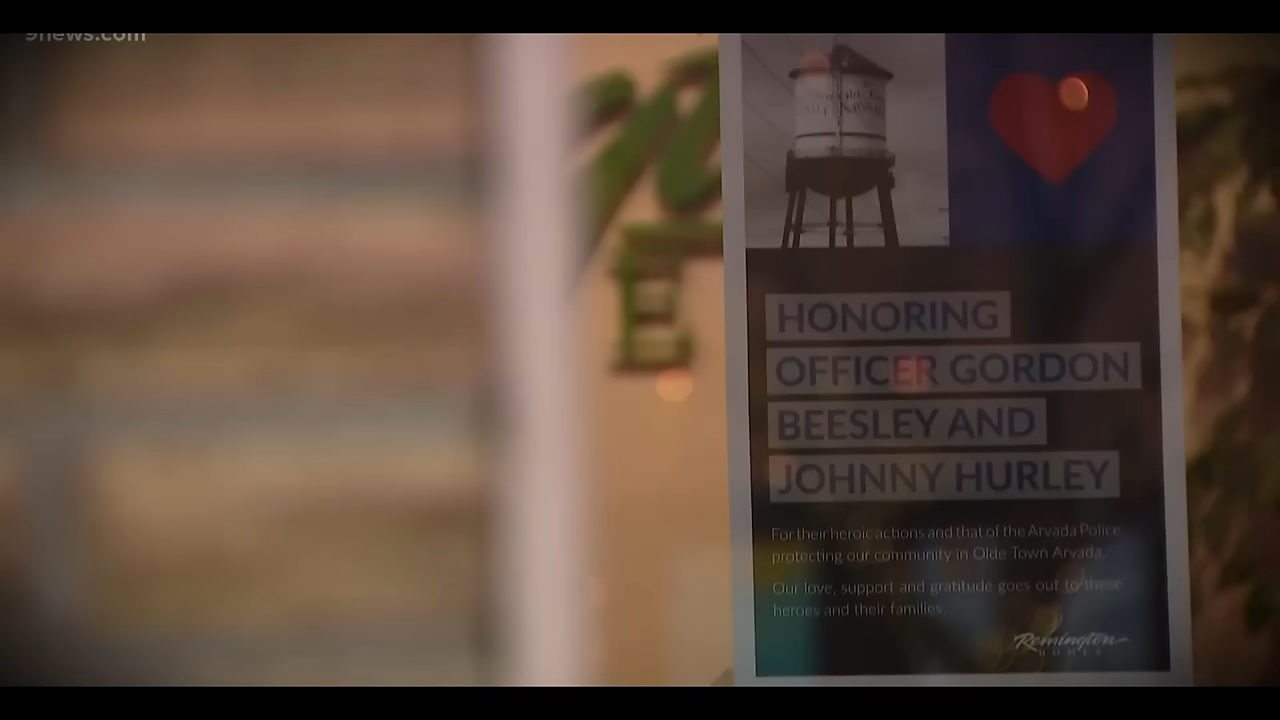 9news.com
E
HONORING
OFFICER GORDON
BEESLEY AND
JOHNNY HURLEY
For their heroic actions and that of the Arvada Police
protecting our community in Olde Town Arvada.
Our love, support and gratitude goes out to these
heroes and their families.
Remington
HOMES